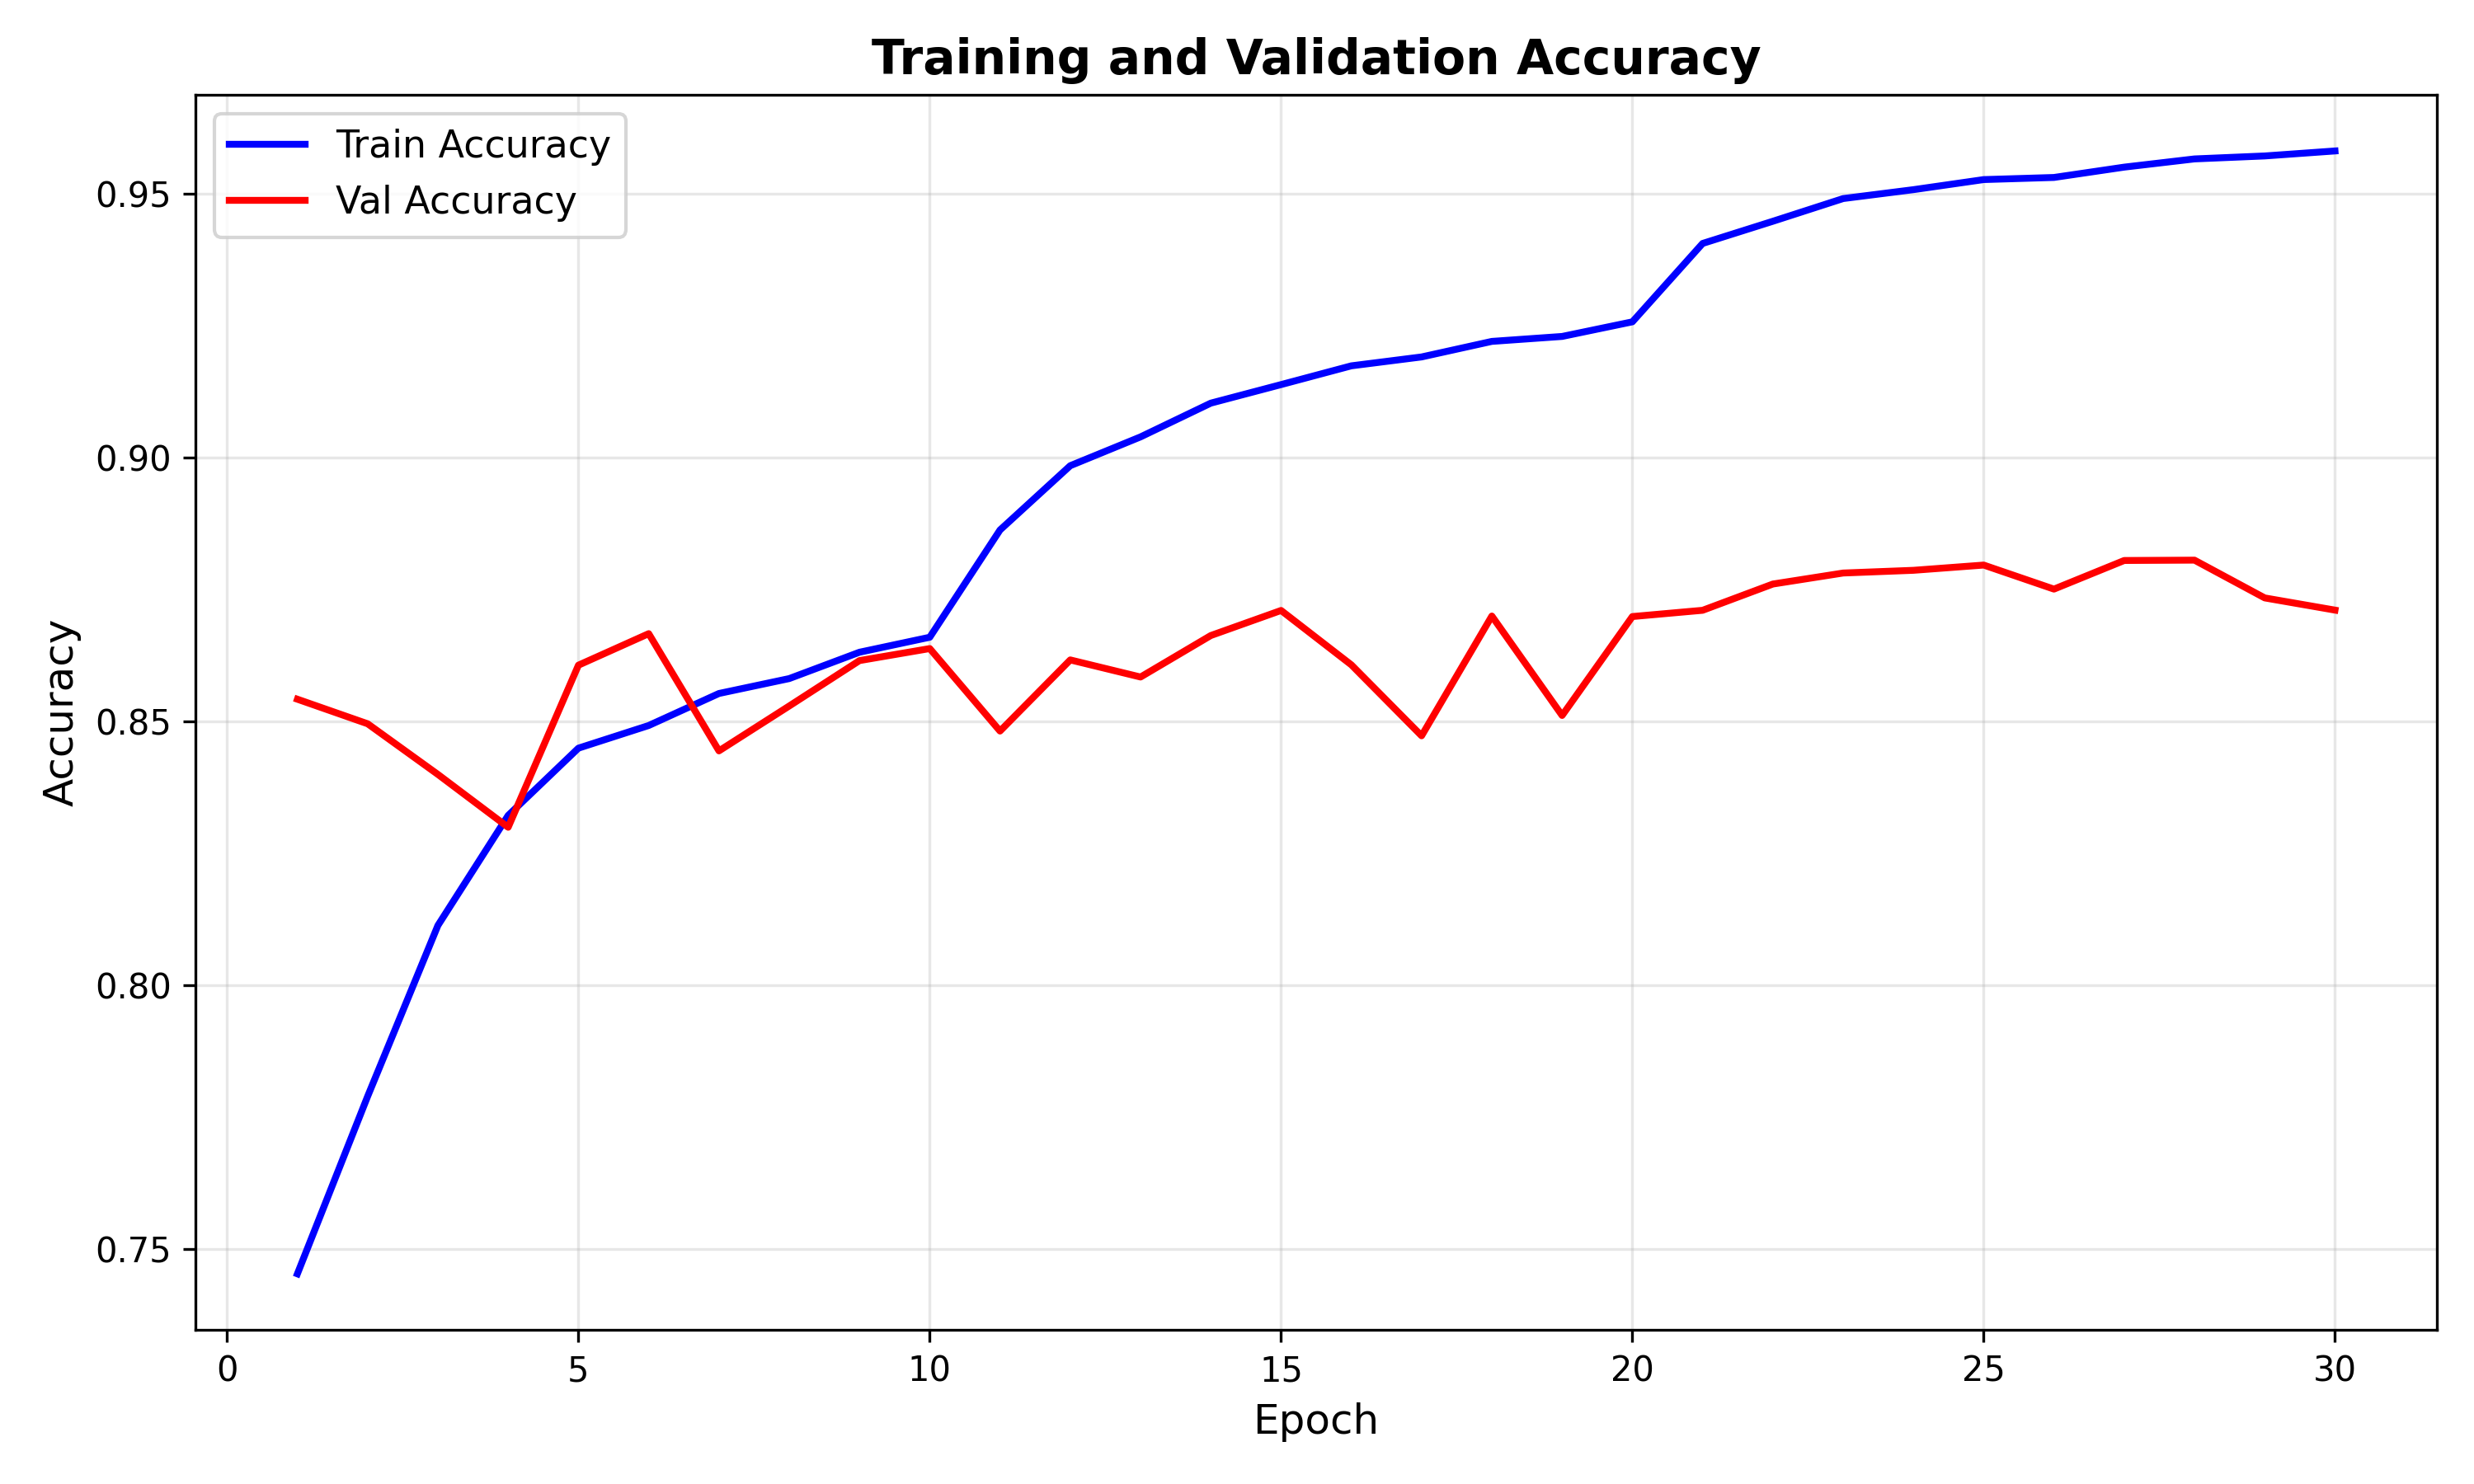 Training and Validation Accuracy
Train Accuracy
Val Accuracy
0.95
0.90
0.85
0.80
0.75
Accuracy
0 5 10 15 20 25 30
Epoch